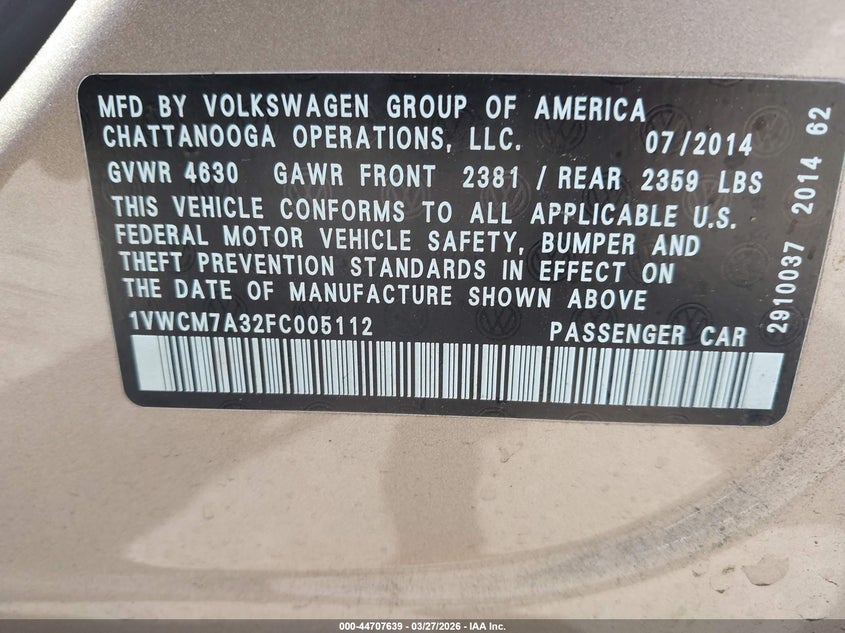 MFD BY VOLKSWAGEN GROUP OF AMERICA
CHATTANOOGA OPERATIONS, LLC. 07/2014
GVWR 4630 GAWR FRONT 2381 / REAR 2359 LBS
THIS VEHICLE CONFORMS TO ALL APPLICABLE U.S.
FEDERAL MOTOR VEHICLE SAFETY, BUMPER AND
THEFT PREVENTION STANDARDS IN EFFECT ON
THE DATE OF MANUFACTURE SHOWN ABOVE
1VWCM7A32FC005112 PASSENGER CAR
2910037 2014 62
000-44707639 - 03/27/2026 - IAA Inc.